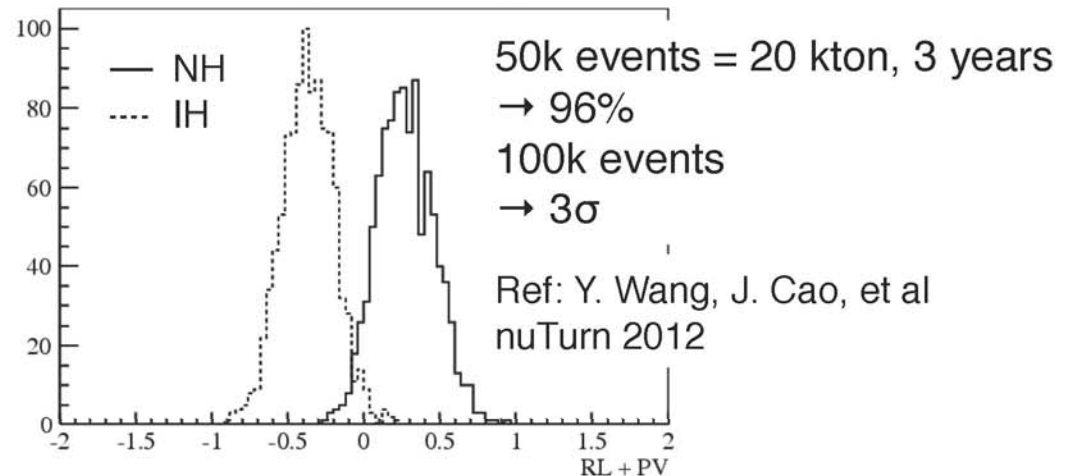 100
80
60
40
20
0
NH
IH
50k events = 20 kton, 3 years
→ 96%
100k events
→ 3σ
Ref: Y. Wang, J. Cao, et al
nuTurn 2012
-2 -1.5 -1 -0.5 0 0.5 1 1.5 2
RL + PV